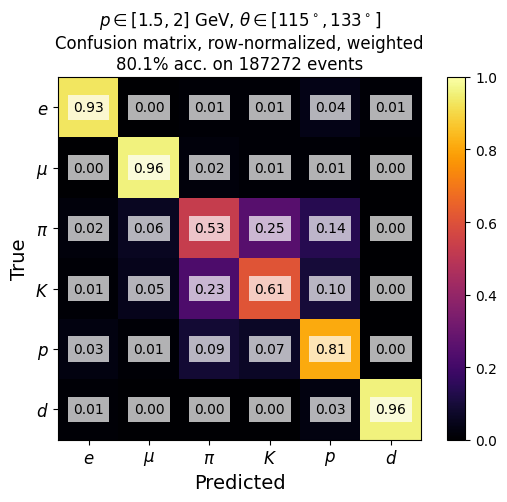 p ∈ [1.5, 2] GeV, θ ∈ [115°, 133°]
Confusion matrix, row-normalized, weighted
80.1% acc. on 187272 events
e 0.93 0.00 0.01 0.01 0.04 0.01
μ 0.00 0.96 0.02 0.01 0.01 0.00
π 0.02 0.06 0.53 0.25 0.14 0.00
K 0.01 0.05 0.23 0.61 0.10 0.00
p 0.03 0.01 0.09 0.07 0.81 0.00
d 0.01 0.00 0.00 0.00 0.03 0.96
e μ π K p d
Predicted
True
1.0
0.8
0.6
0.4
0.2
0.0